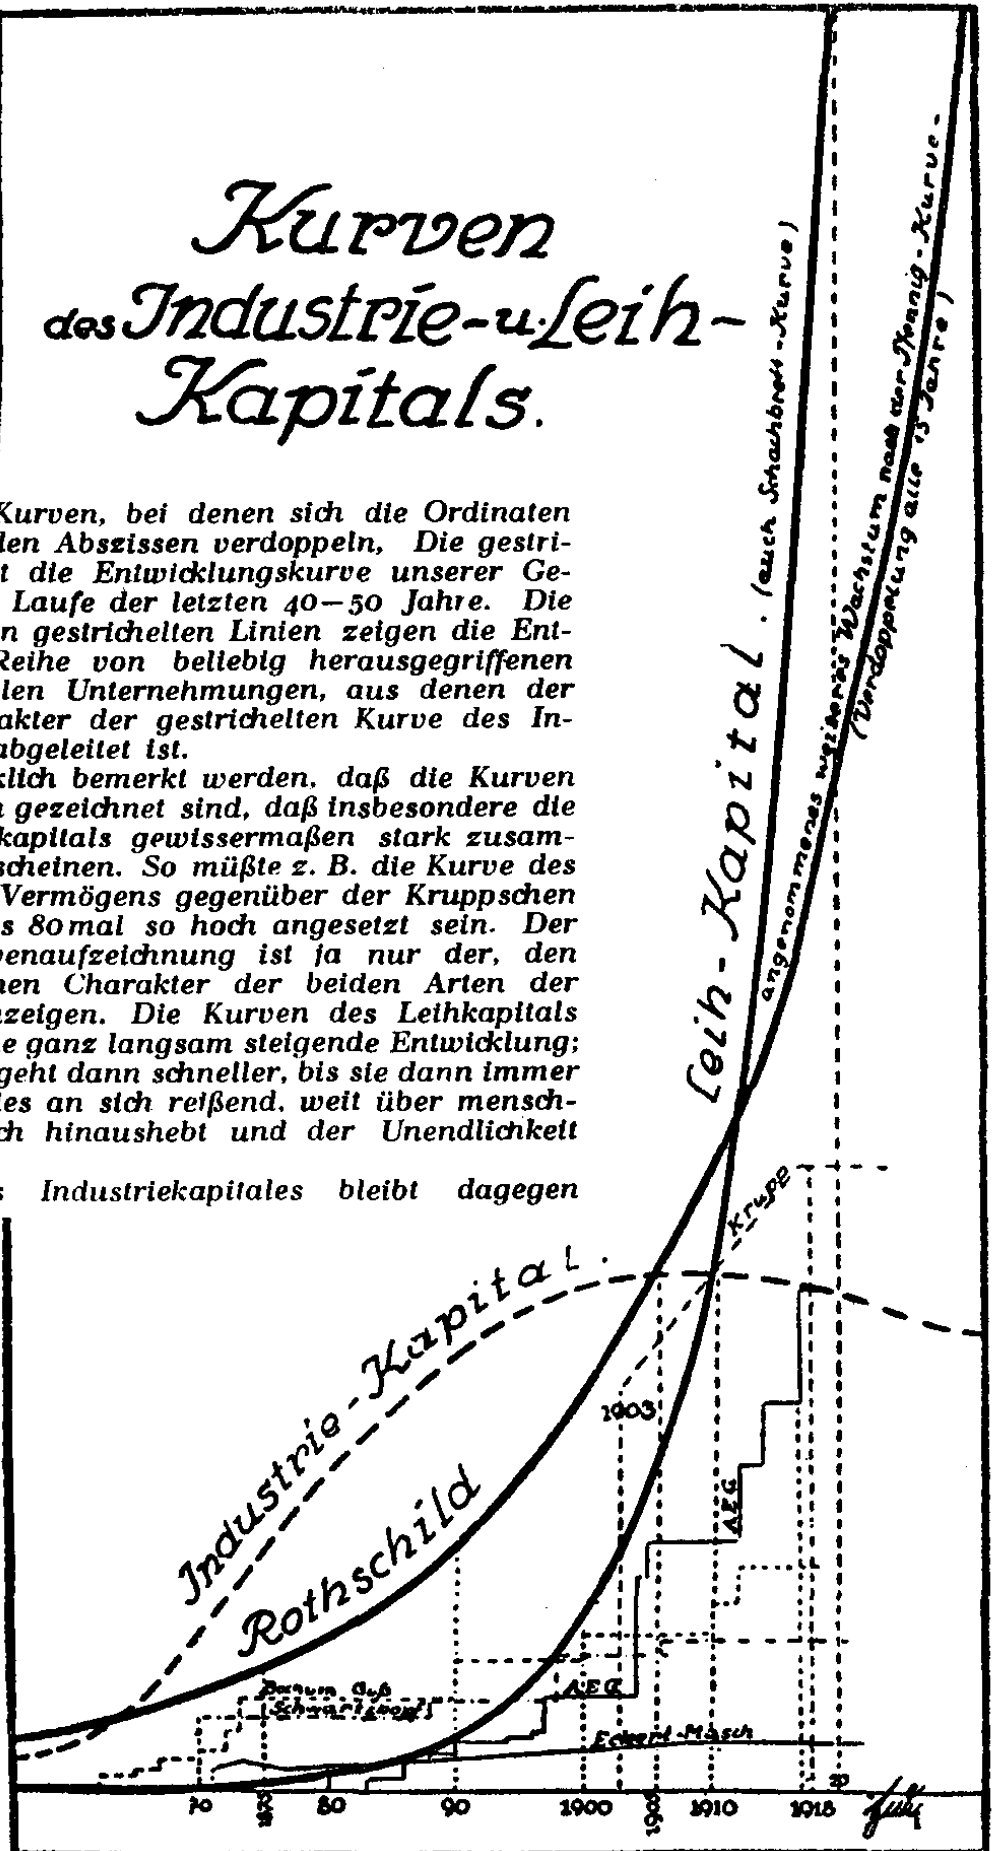 Kurven
des Industrie-u. Leih-
Kapitals.
Kurven, bei denen sich die Ordinaten
den Abszissen verdoppeln, Die gestri-
t die Entwicklungskurve unserer Ge-
Laufe der letzten 40—50 Jahre. Die
n gestrichelten Linien zeigen die Ent-
Reihe von beliebig herausgegriffenen
len Unternehmungen, aus denen der
akter der gestrichelten Kurve des In-
abgeleitet ist.
klich bemerkt werden, daß die Kurven
gezeichnet sind, daß insbesondere die
kapitals gewissermaßen stark zusam-
scheinen. So müßte z. B. die Kurve des
Vermögens gegenüber der Kruppschen
s 80mal so hoch angesetzt sein. Der
venaufzeichnung ist ja nur der, den
nen Charakter der beiden Arten der
zeigen. Die Kurven des Leihkapitals
e ganz langsam steigende Entwicklung;
geht dann schneller, bis sie dann immer
les an sich reißend, weit über mensch-
ch hinaushebt und der Unendlichkeit
s Industriekapitales bleibt dagegen
Leih-Kapital. (auch Schachbrett-Kurve)
angenommenes weiteres Wachstum nach der Pfennig-Kurve-
(Verdoppelung alle 15 Jahre)
Krupp
Industrie-Kapital.
1903
Rothschild
AEG
Bochum Guß
Schwartzkopf
AEG
Eckert-Masch
70 1875 80 90 1900 1910 1918 20